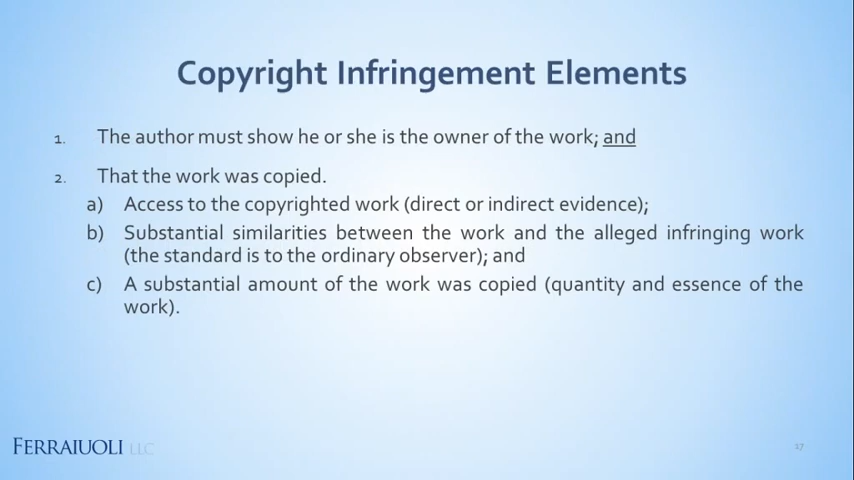 Copyright Infringement Elements
1. The author must show he or she is the owner of the work; and
2. That the work was copied.
a) Access to the copyrighted work (direct or indirect evidence);
b) Substantial similarities between the work and the alleged infringing work
(the standard is to the ordinary observer); and
c) A substantial amount of the work was copied (quantity and essence of the
work).
FERRAIUOLI LLC
17